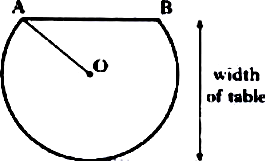 A B
O
width
of table